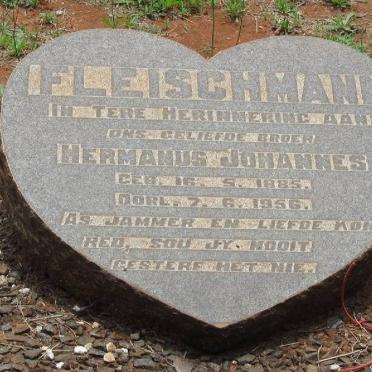 FLEISCHMANN
IN TERE HERINNERING AAN
ONS GELIEFDE BROER
HERMANUS JOHANNES
GEB. 16. 5. 1885.
OORL. 7. 6. 1956.
AS JAMMER EN LIEFDE KON
RED, SOU JY NOOIT
GESTERF HET NIE.